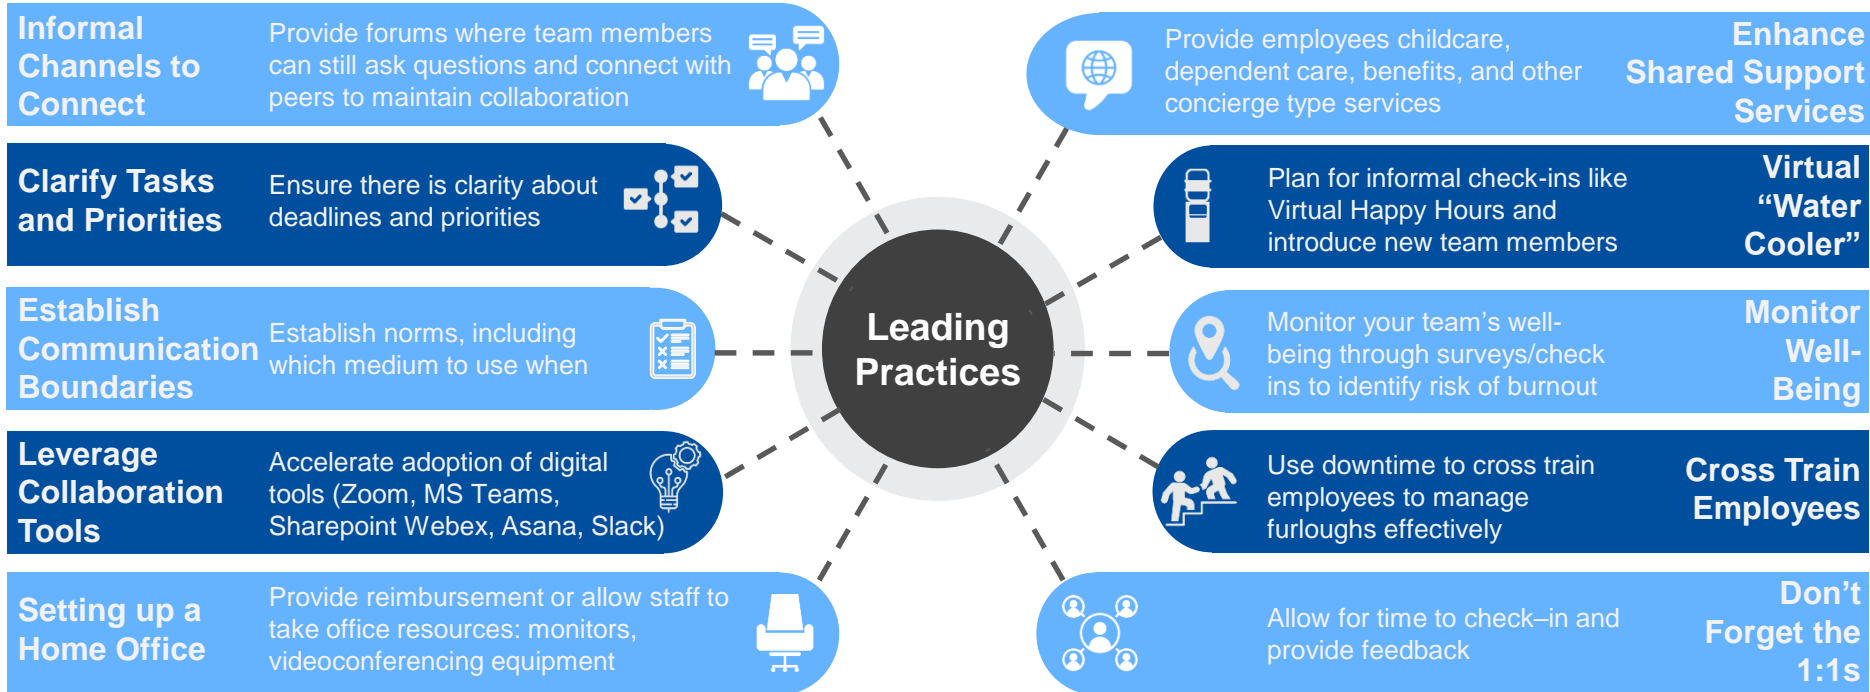 Informal
Channels to
Connect
Provide forums where team members
can still ask questions and connect with
peers to maintain collaboration
Clarify Tasks
and Priorities
Ensure there is clarity about
deadlines and priorities
Establish
Communication
Boundaries
Establish norms, including
which medium to use when
Leverage
Collaboration
Tools
Accelerate adoption of digital
tools (Zoom, MS Teams,
Sharepoint Webex, Asana, Slack)
Setting up a
Home Office
Provide reimbursement or allow staff to
take office resources: monitors,
videoconferencing equipment
Leading
Practices
Provide employees childcare,
dependent care, benefits, and other
concierge type services
Enhance
Shared Support
Services
Plan for informal check-ins like
Virtual Happy Hours and
introduce new team members
Virtual
“Water
Cooler”
Monitor your team’s well-
being through surveys/check
ins to identify risk of burnout
Monitor
Well-
Being
Use downtime to cross train
employees to manage
furloughs effectively
Cross Train
Employees
Allow for time to check–in and
provide feedback
Don’t
Forget the
1:1s